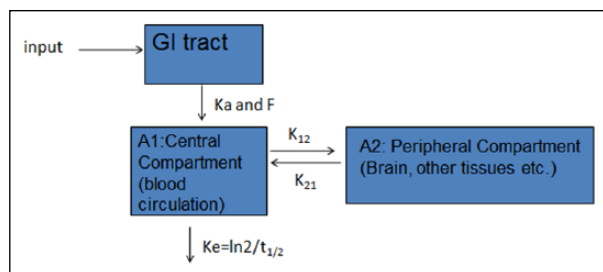 input
GI tract
Ka and F
A1:Central
Compartment
(blood
circulation)
K12
K21
A2: Peripheral Compartment
(Brain, other tissues etc.)
Ke=ln2/t1/2